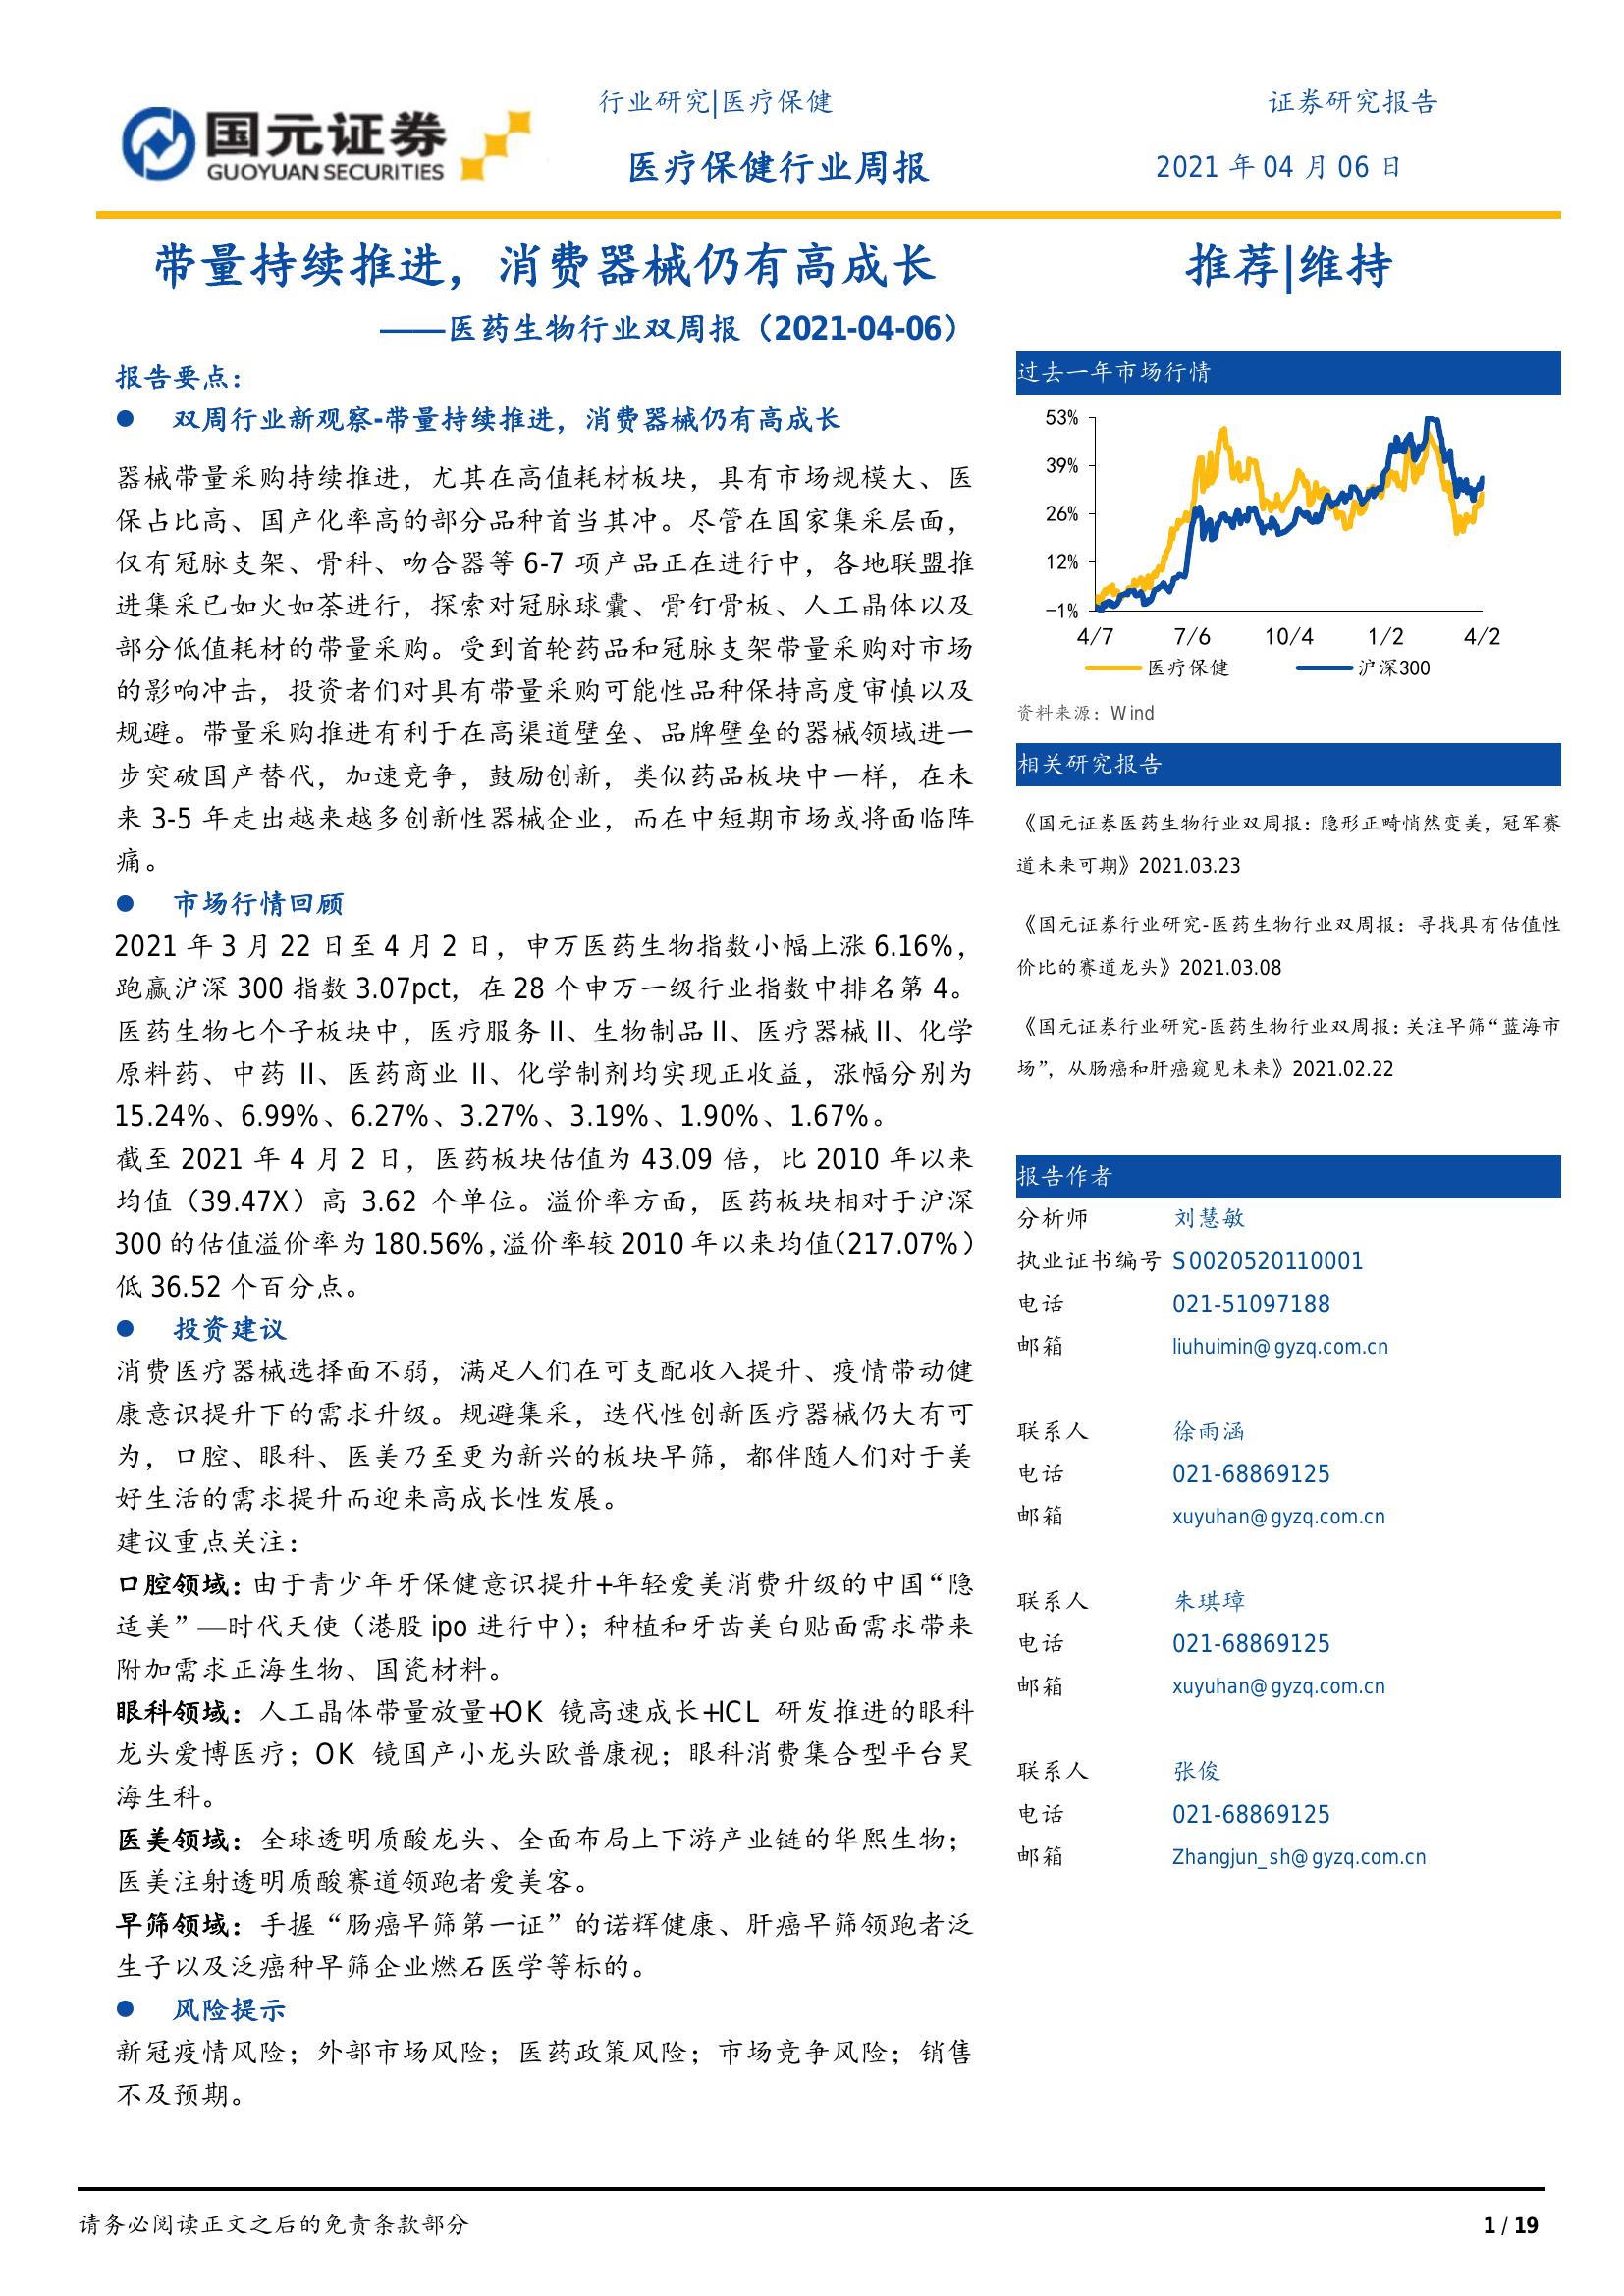 国元证券
GUOYUAN SECURITIES
行业研究|医疗保健
证券研究报告
医疗保健行业周报
2021 年 04 月 06 日
带量持续推进，消费器械仍有高成长
——医药生物行业双周报（2021-04-06）
报告要点：
● 双周行业新观察-带量持续推进，消费器械仍有高成长
器械带量采购持续推进，尤其在高值耗材板块，具有市场规模大、医
保占比高、国产化率高的部分品种首当其冲。尽管在国家集采层面，
仅有冠脉支架、骨科、吻合器等 6-7 项产品正在进行中，各地联盟推
进集采已如火如荼进行，探索对冠脉球囊、骨钉骨板、人工晶体以及
部分低值耗材的带量采购。受到首轮药品和冠脉支架带量采购对市场
的影响冲击，投资者们对具有带量采购可能性品种保持高度审慎以及
规避。带量采购推进有利于在高渠道壁垒、品牌壁垒的器械领域进一
步突破国产替代，加速竞争，鼓励创新，类似药品板块中一样，在未
来 3-5 年走出越来越多创新性器械企业，而在中短期市场或将面临阵
痛。
● 市场行情回顾
2021 年 3 月 22 日至 4 月 2 日，申万医药生物指数小幅上涨 6.16%，
跑赢沪深 300 指数 3.07pct，在 28 个申万一级行业指数中排名第 4。
医药生物七个子板块中，医疗服务 II、生物制品 II、医疗器械 II、化学
原料药、中药 II、医药商业 II、化学制剂均实现正收益，涨幅分别为
15.24%、6.99%、6.27%、3.27%、3.19%、1.90%、1.67%。
截至 2021 年 4 月 2 日，医药板块估值为 43.09 倍，比 2010 年以来
均值（39.47X）高 3.62 个单位。溢价率方面，医药板块相对于沪深
300 的估值溢价率为 180.56%，溢价率较 2010 年以来均值（217.07%）
低 36.52 个百分点。
● 投资建议
消费医疗器械选择面不弱，满足人们在可支配收入提升、疫情带动健
康意识提升下的需求升级。规避集采，迭代性创新医疗器械仍大有可
为，口腔、眼科、医美乃至更为新兴的板块早筛，都伴随人们对于美
好生活的需求提升而迎来高成长性发展。
建议重点关注：
口腔领域：由于青少年牙保健意识提升+年轻爱美消费升级的中国“隐
适美”—时代天使（港股 ipo 进行中）；种植和牙齿美白贴面需求带来
附加需求正海生物、国瓷材料。
眼科领域：人工晶体带量放量+OK 镜高速成长+ICL 研发推进的眼科
龙头爱博医疗；OK 镜国产小龙头欧普康视；眼科消费集合型平台昊
海生科。
医美领域：全球透明质酸龙头、全面布局上下游产业链的华熙生物；
医美注射透明质酸赛道领跑者爱美客。
早筛领域：手握“肠癌早筛第一证”的诺辉健康、肝癌早筛领跑者泛
生子以及泛癌种早筛企业燃石医学等标的。
● 风险提示
新冠疫情风险；外部市场风险；医药政策风险；市场竞争风险；销售
不及预期。
推荐|维持
过去一年市场行情
53%
39%
26%
12%
-1%
4/7 7/6 10/4 1/2 4/2
医疗保健 沪深300
资料来源：Wind
相关研究报告
《国元证券医药生物行业双周报：隐形正畸悄然变美，冠军赛
道未来可期》2021.03.23
《国元证券行业研究-医药生物行业双周报：寻找具有估值性
价比的赛道龙头》2021.03.08
《国元证券行业研究-医药生物行业双周报：关注早筛“蓝海市
场”，从肠癌和肝癌窥见未来》2021.02.22
报告作者
分析师 刘慧敏
执业证书编号 S0020520110001
电话 021-51097188
邮箱 liuhuimin@gyzq.com.cn
联系人 徐雨涵
电话 021-68869125
邮箱 xuyuhan@gyzq.com.cn
联系人 朱琪璋
电话 021-68869125
邮箱 xuyuhan@gyzq.com.cn
联系人 张俊
电话 021-68869125
邮箱 Zhangjun_sh@gyzq.com.cn
请务必阅读正文之后的免责条款部分
1 / 19